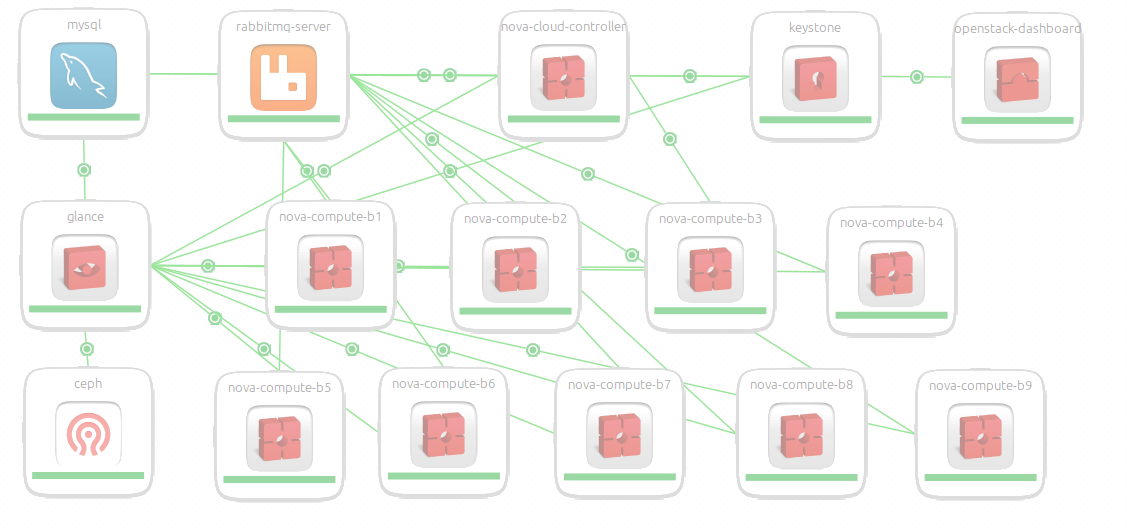 mysql
rabbitmq-server
nova-cloud-controller
keystone
openstack-dashboard
glance
nova-compute-b1
nova-compute-b2
nova-compute-b3
nova-compute-b4
ceph
nova-compute-b5
nova-compute-b6
nova-compute-b7
nova-compute-b8
nova-compute-b9